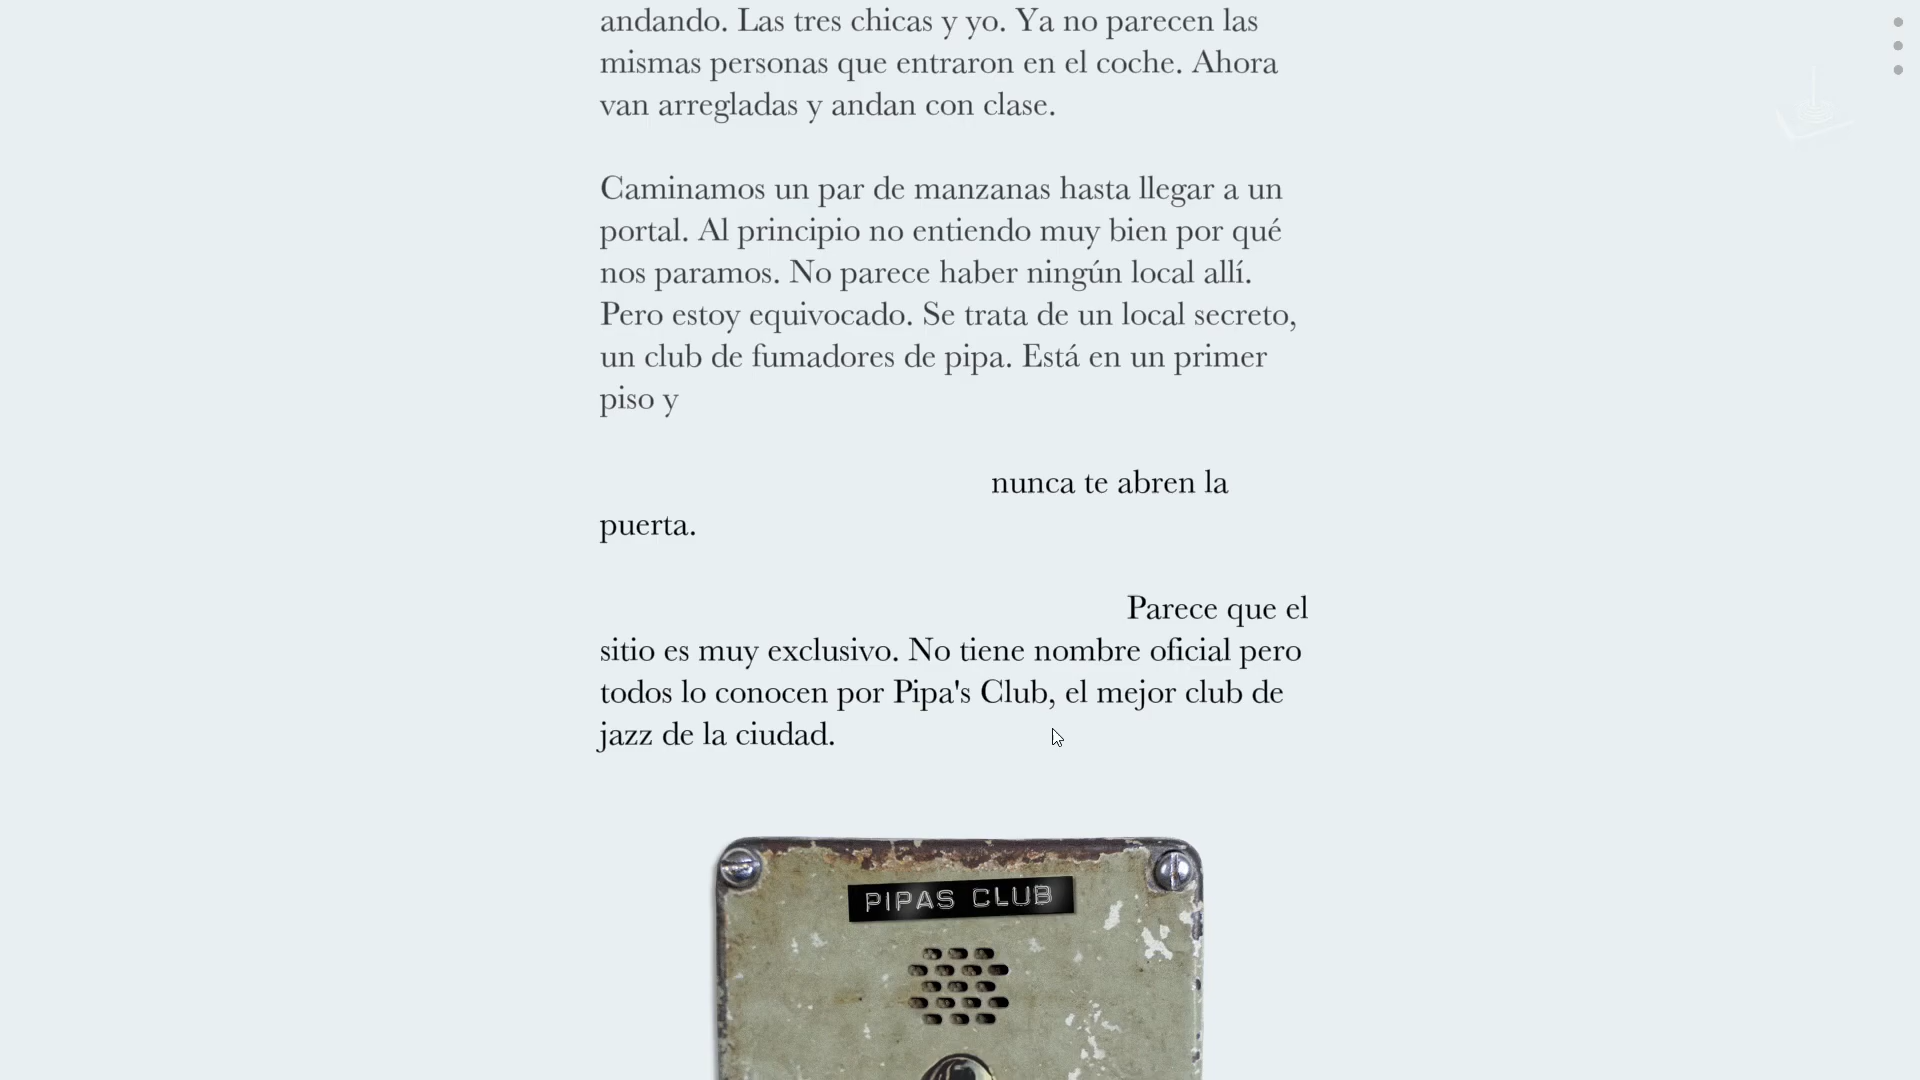 andando. Las tres chicas y yo. Ya no parecen las
mismas personas que entraron en el coche. Ahora
van arregladas y andan con clase.
Caminamos un par de manzanas hasta llegar a un
portal. Al principio no entiendo muy bien por qué
nos paramos. No parece haber ningún local allí.
Pero estoy equivocado. Se trata de un local secreto,
un club de fumadores de pipa. Está en un primer
piso y
nunca te abren la
puerta.
Parece que el
sitio es muy exclusivo. No tiene nombre oficial pero
todos lo conocen por Pipa's Club, el mejor club de
jazz de la ciudad.
PIPAS CLUB